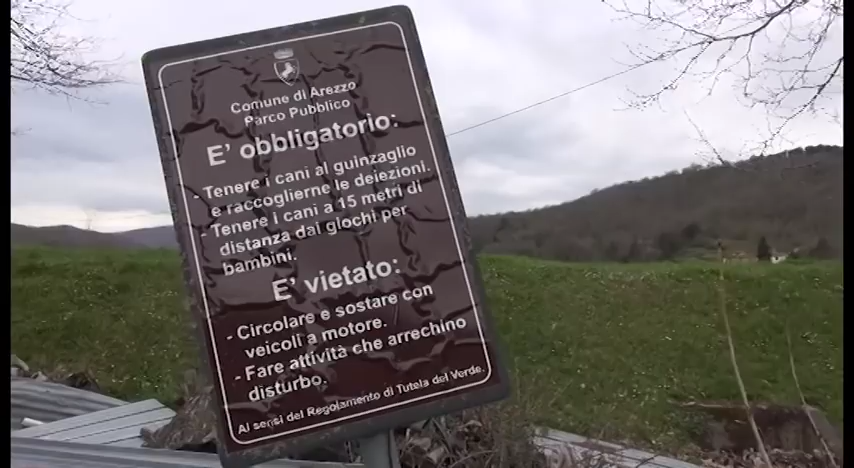 Comune di Arezzo
Parco Pubblico
E' obbligatorio:
- Tenere i cani al guinzaglio
e raccoglierne le deiezioni.
- Tenere i cani a 15 metri di
distanza dai giochi per
bambini.
E' vietato:
- Circolare e sostare con
veicoli a motore.
- Fare attività che arrechino
disturbo.
Ai sensi del Regolamento di Tutela del Verde.